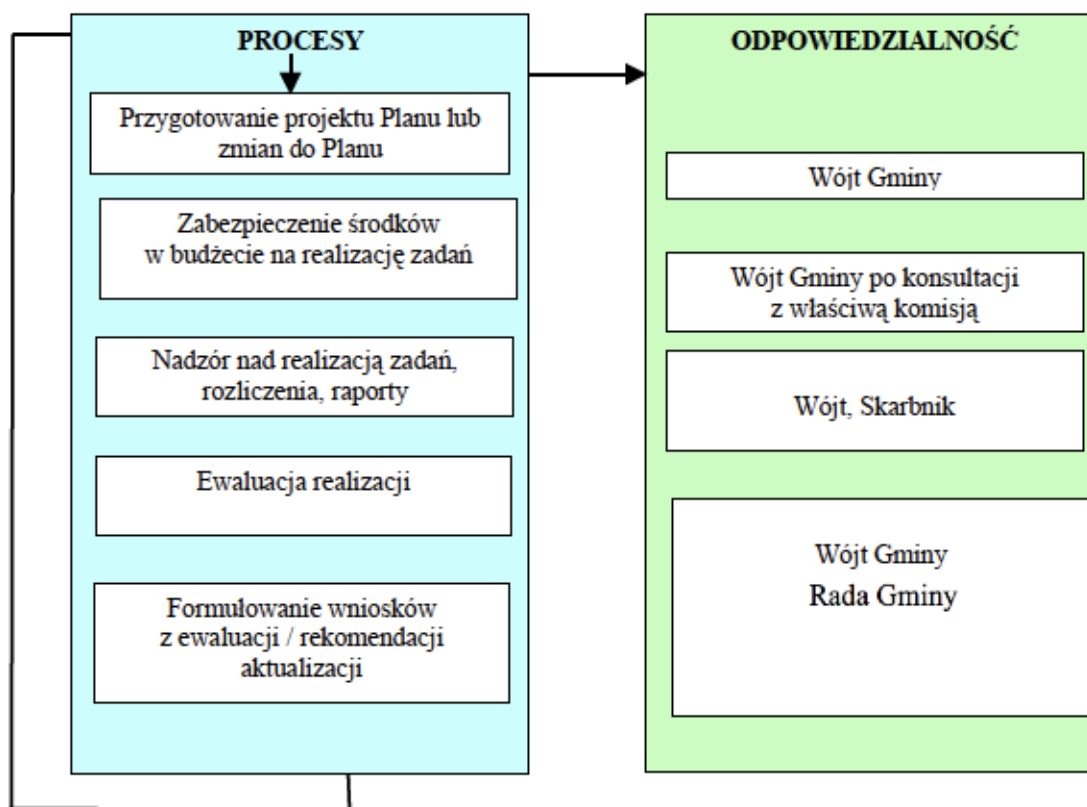 PROCESY
Przygotowanie projektu Planu lub
zmian do Planu
Zabezpieczenie środków
w budżecie na realizację zadań
Nadzór nad realizacją zadań,
rozliczenia, raporty
Ewaluacja realizacji
Formułowanie wniosków
z ewaluacji / rekomendacji
aktualizacji
ODPOWIEDZIALNOŚĆ
Wójt Gminy
Wójt Gminy po konsultacji
z właściwą komisją
Wójt, Skarbnik
Wójt Gminy
Rada Gminy